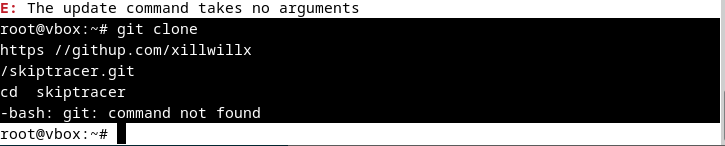 E: The update command takes no arguments
root@vbox:~# git clone
https //githup.com/xillwillx
/skiptracer.git
cd  skiptracer
-bash: git: command not found
root@vbox:~#